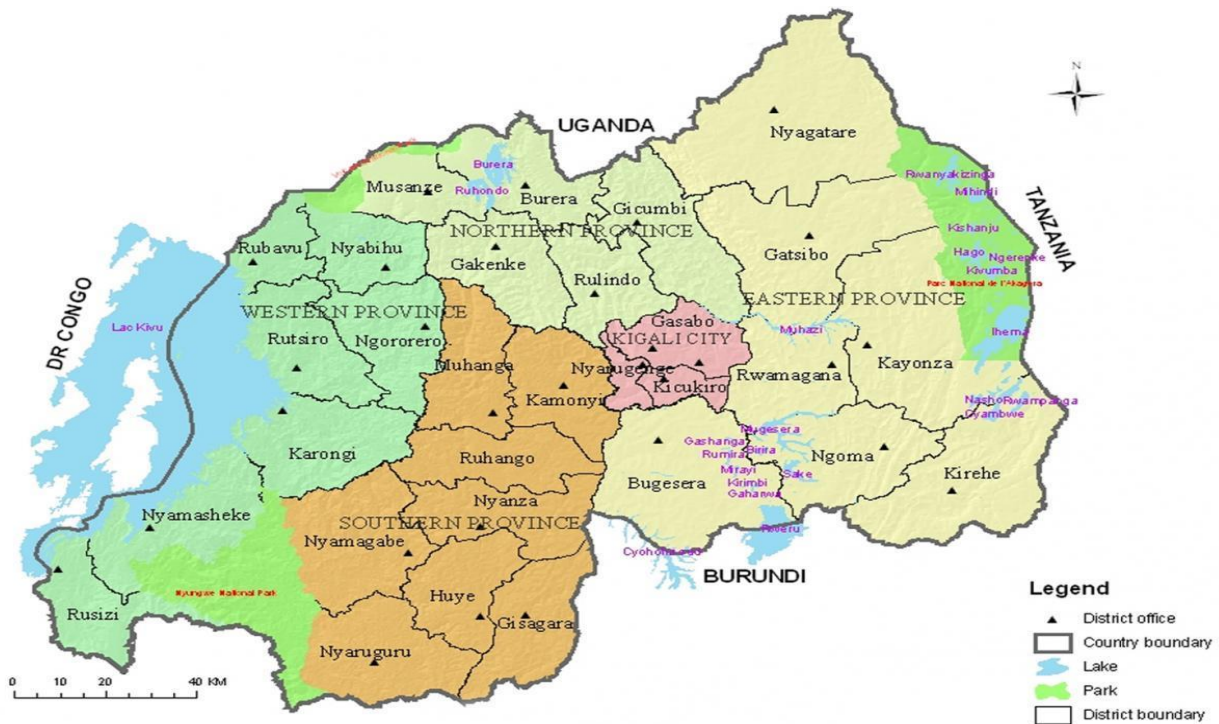 N
UGANDA
Nyagatare
Burera
Musanze
Ruhondo
Burera
Rwanyakizinga
Mihindi
TANZANIA
Gicumbi
Kishanju
Rubavu
Nyabihu
NORTHERN PROVINCE
Gakenke
Gatsibo
Hago
Ngerenke
Kivumba
Parc National de l'Akagera
DR CONGO
Rulindo
EASTERN PROVINCE
WESTERN PROVINCE
Lac Kivu
Gasabo
Muhazi
Ihema
Rutsiro
Ngororero
KIGALI CITY
Kayonza
Muhanga
Nyarugenge
Rwamagana
Kicukiro
Kamonyi
Nasho
Rwampanga
Cyambwe
Mugesera
Karongi
Gashanga
Birira
Rumira
Ngoma
Ruhango
Mirayi
Sake
Kirehe
Bugesera
Kirimbi
Gaharwa
Nyanza
Nyamasheke
SOUTHERN PROVINCE
Rweru
Nyamagabe
BURUNDI
Nyungwe National Park
Huye
Rusizi
Gisagara
Nyaruguru
Legend
District office
Country boundary
Lake
Park
District boundary
0 10 20 40 KM